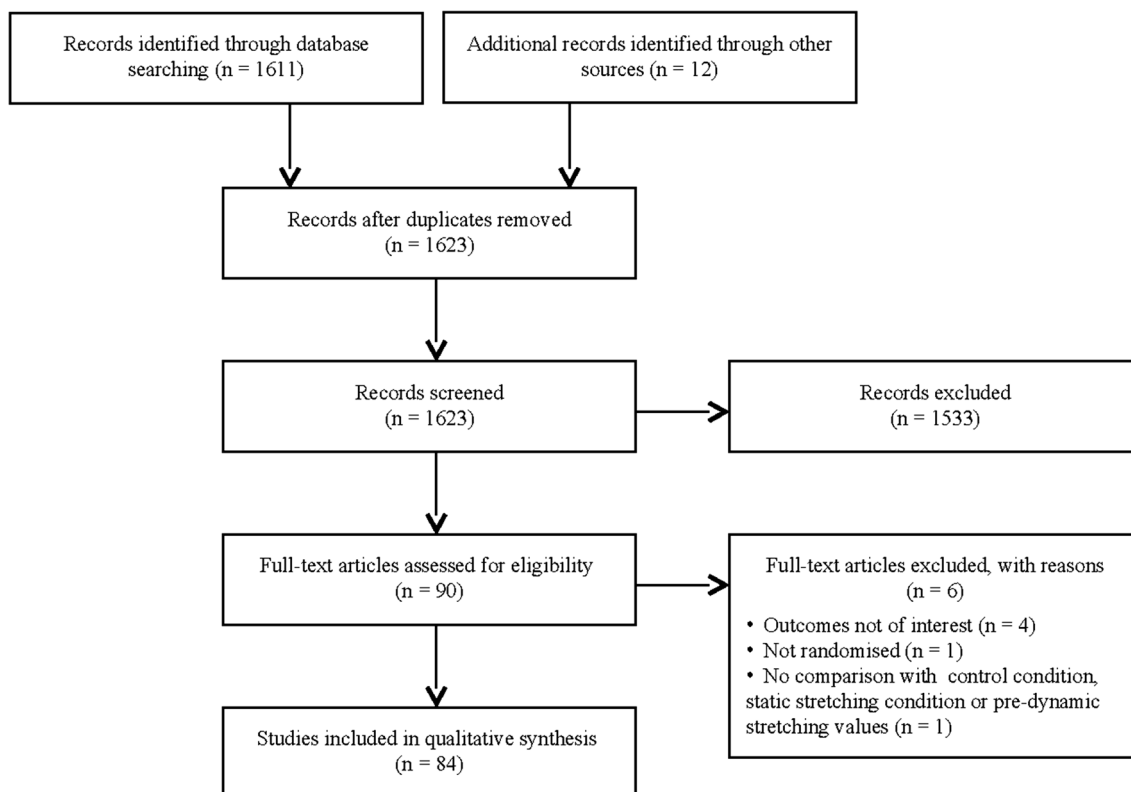 Records identified through database
searching (n = 1611)
Additional records identified through other
sources (n = 12)
Records after duplicates removed
(n = 1623)
Records screened
(n = 1623)
Records excluded
(n = 1533)
Full-text articles assessed for eligibility
(n = 90)
Full-text articles excluded, with reasons
(n = 6)
• Outcomes not of interest (n = 4)
• Not randomised (n = 1)
• No comparison with control condition,
static stretching condition or pre-dynamic
stretching values (n = 1)
Studies included in qualitative synthesis
(n = 84)